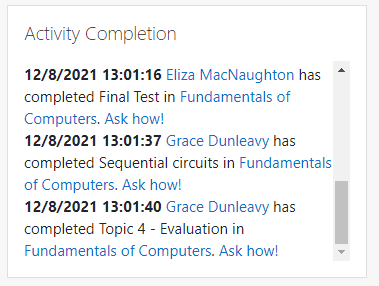 Activity Completion
12/8/2021 13:01:16 Eliza MacNaughton has
completed Final Test in Fundamentals of
Computers. Ask how!
12/8/2021 13:01:37 Grace Dunleavy has
completed Sequential circuits in Fundamentals
of Computers. Ask how!
12/8/2021 13:01:40 Grace Dunleavy has
completed Topic 4 - Evaluation in
Fundamentals of Computers. Ask how!